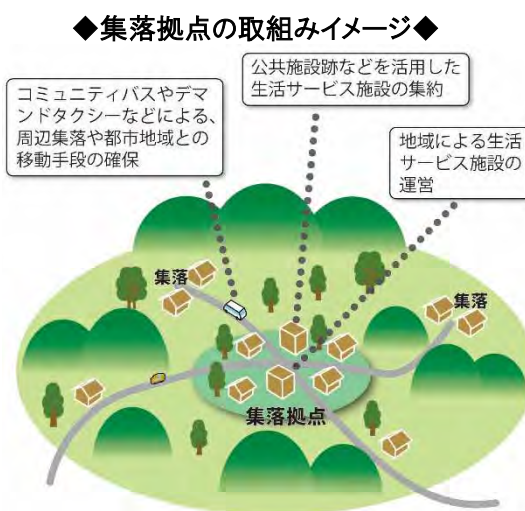 ◆集落拠点の取組みイメージ◆
公共施設跡などを活用した
生活サービス施設の集約
コミュニティバスやデマ
ンドタクシーなどによる、
周辺集落や都市地域との
移動手段の確保
地域による生活
サービス施設の
運営
集落
集落
集落拠点